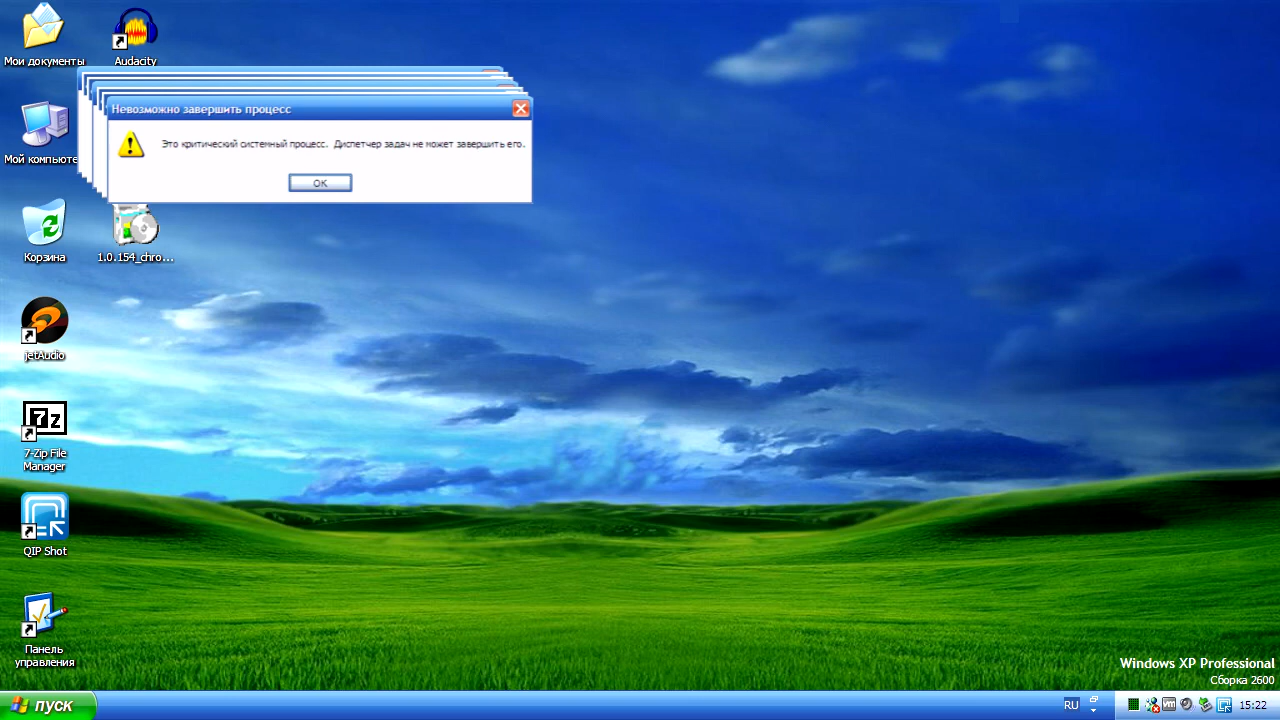 Мои документы
Audacity
Невозможно завершить процесс
Это критический системный процесс. Диспетчер задач не может завершить его.
OK
Мой компьюте
Корзина
1.0.154_chro...
jetAudio
7z
7-Zip File
Manager
QIP Shot
Панель
управления
Windows XP Professional
Сборка 2600
пуск
RU
15:22